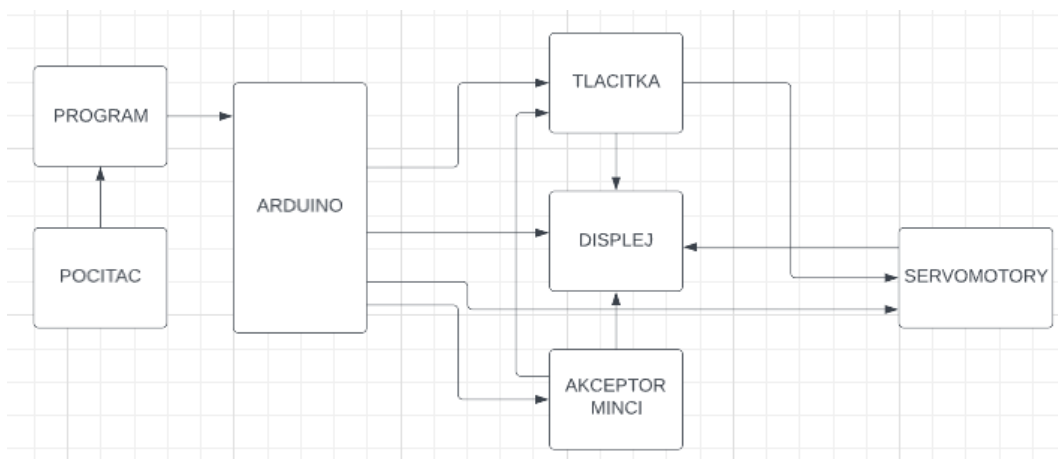 TLACITKA
PROGRAM
ARDUINO
DISPLEJ
POCITAC
SERVOMOTORY
AKCEPTOR
MINCI